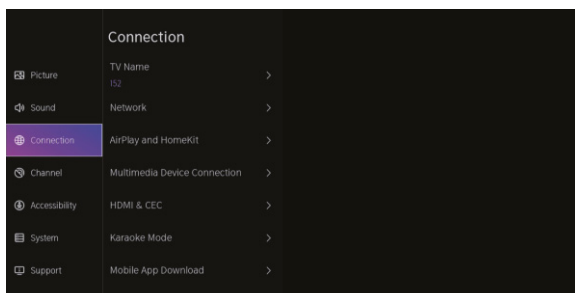 Connection
Picture
Sound
Connection
Channel
Accessibility
System
Support
TV Name
152
Network
AirPlay and HomeKit
Multimedia Device Connection
HDMI & CEC
Karaoke Mode
Mobile App Download